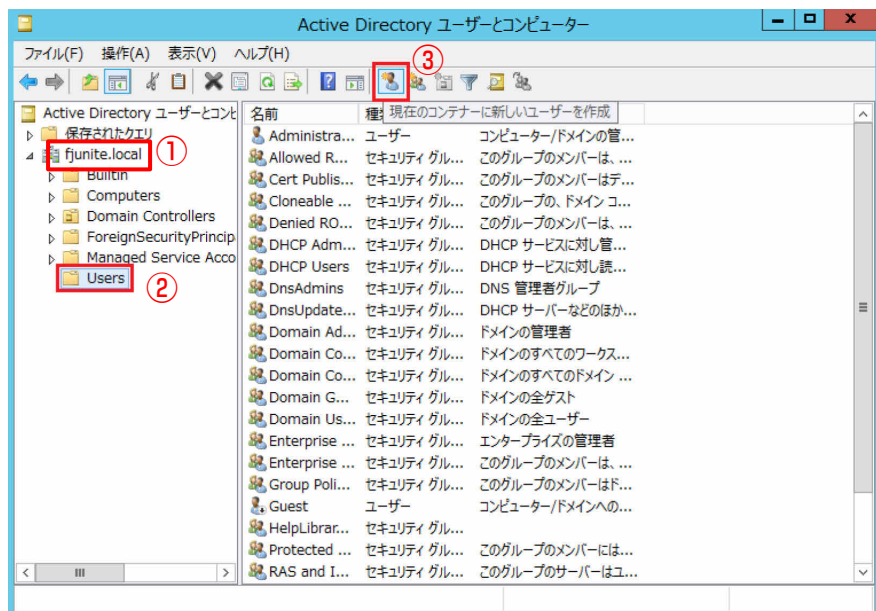 Active Directory ユーザーとコンピューター
ファイル(F) 操作(A) 表示(V) ヘルプ(H)
③
Active Directory ユーザーとコンピ
保存されたクエリ
fjunite.local ①
Builtin
Computers
Domain Controllers
ForeignSecurityPrincip
Managed Service Acco
Users ②
名前 種 現在のコンテナーに新しいユーザーを作成
Administra... ユーザー コンピューター/ドメインの管...
Allowed R... セキュリティ グル... このグループのメンバーは、...
Cert Publis... セキュリティ グル... このグループのメンバーはデ...
Cloneable ... セキュリティ グル... このグループの、ドメイン コ...
Denied RO... セキュリティ グル... このグループのメンバーは、...
DHCP Adm... セキュリティ グル... DHCP サービスに対し管...
DHCP Users セキュリティ グル... DHCP サービスに対し読...
DnsAdmins セキュリティ グル... DNS 管理者グループ
DnsUpdate... セキュリティ グル... DHCP サーバーなどのほか...
Domain Ad... セキュリティ グル... ドメインの管理者
Domain Co... セキュリティ グル... ドメインのすべてのワークス...
Domain Co... セキュリティ グル... ドメインのすべてのドメイン ...
Domain G... セキュリティ グル... ドメインの全ゲスト
Domain Us... セキュリティ グル... ドメインの全ユーザー
Enterprise ... セキュリティ グル... エンタープライズの管理者
Enterprise ... セキュリティ グル... このグループのメンバーは、...
Group Poli... セキュリティ グル... このグループのメンバーはド...
Guest ユーザー コンピューター/ドメインへの...
HelpLibrar... セキュリティ グル...
Protected ... セキュリティ グル... このグループのメンバーには...
RAS and I... セキュリティ グル... このグループのサーバーはユ...